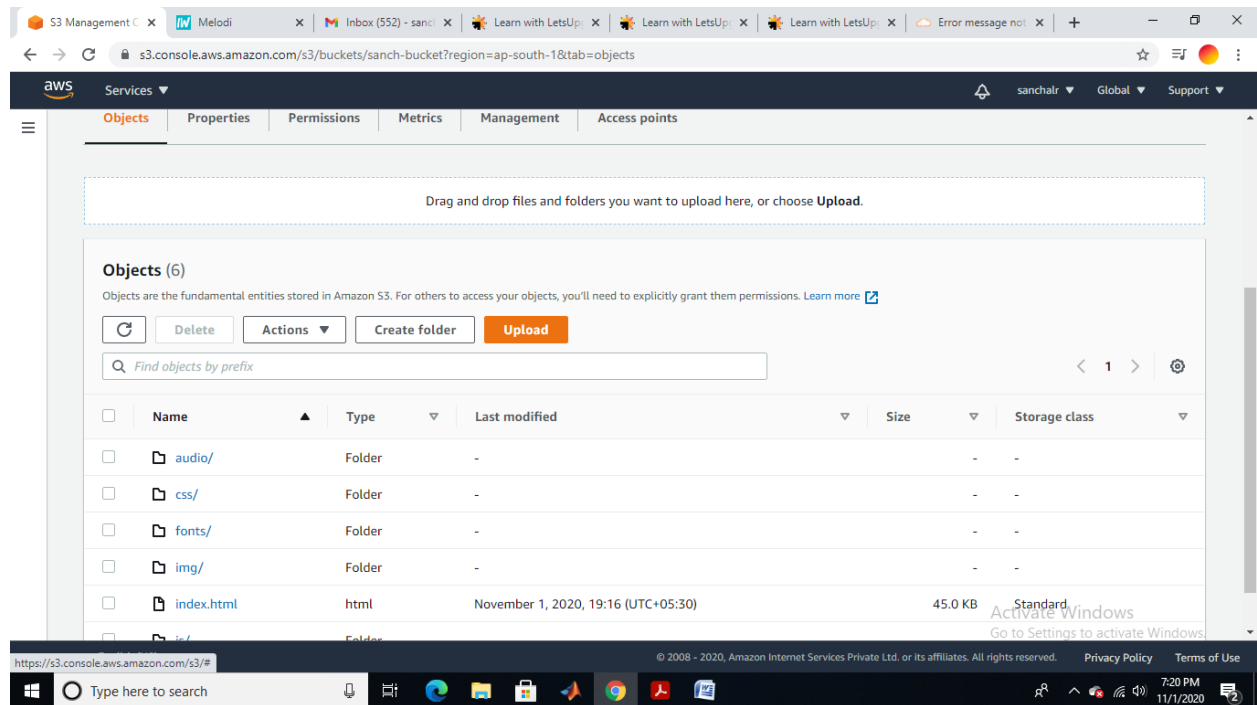 S3 Management C
Melodi
Inbox (552) - sancl
Learn with LetsUp
Learn with LetsUp
Learn with LetsUp
Error message not
s3.console.aws.amazon.com/s3/buckets/sanch-bucket?region=ap-south-1&tab=objects
aws Services ▼ sanchalr ▼ Global ▼ Support ▼
Objects Properties Permissions Metrics Management Access points
Drag and drop files and folders you want to upload here, or choose Upload.
Objects (6)
Objects are the fundamental entities stored in Amazon S3. For others to access your objects, you'll need to explicitly grant them permissions. Learn more
Delete Actions ▼ Create folder Upload
Find objects by prefix
1
Name Type Last modified Size Storage class
audio/ Folder - - -
css/ Folder - - -
fonts/ Folder - - -
img/ Folder - - -
index.html html November 1, 2020, 19:16 (UTC+05:30) 45.0 KB Standard
Activate Windows
js/ Folder
Go to Settings to activate Windows.
https://s3.console.aws.amazon.com/s3/#
© 2008 - 2020, Amazon Internet Services Private Ltd. or its affiliates. All rights reserved. Privacy Policy Terms of Use
Type here to search
7:20 PM
11/1/2020
2